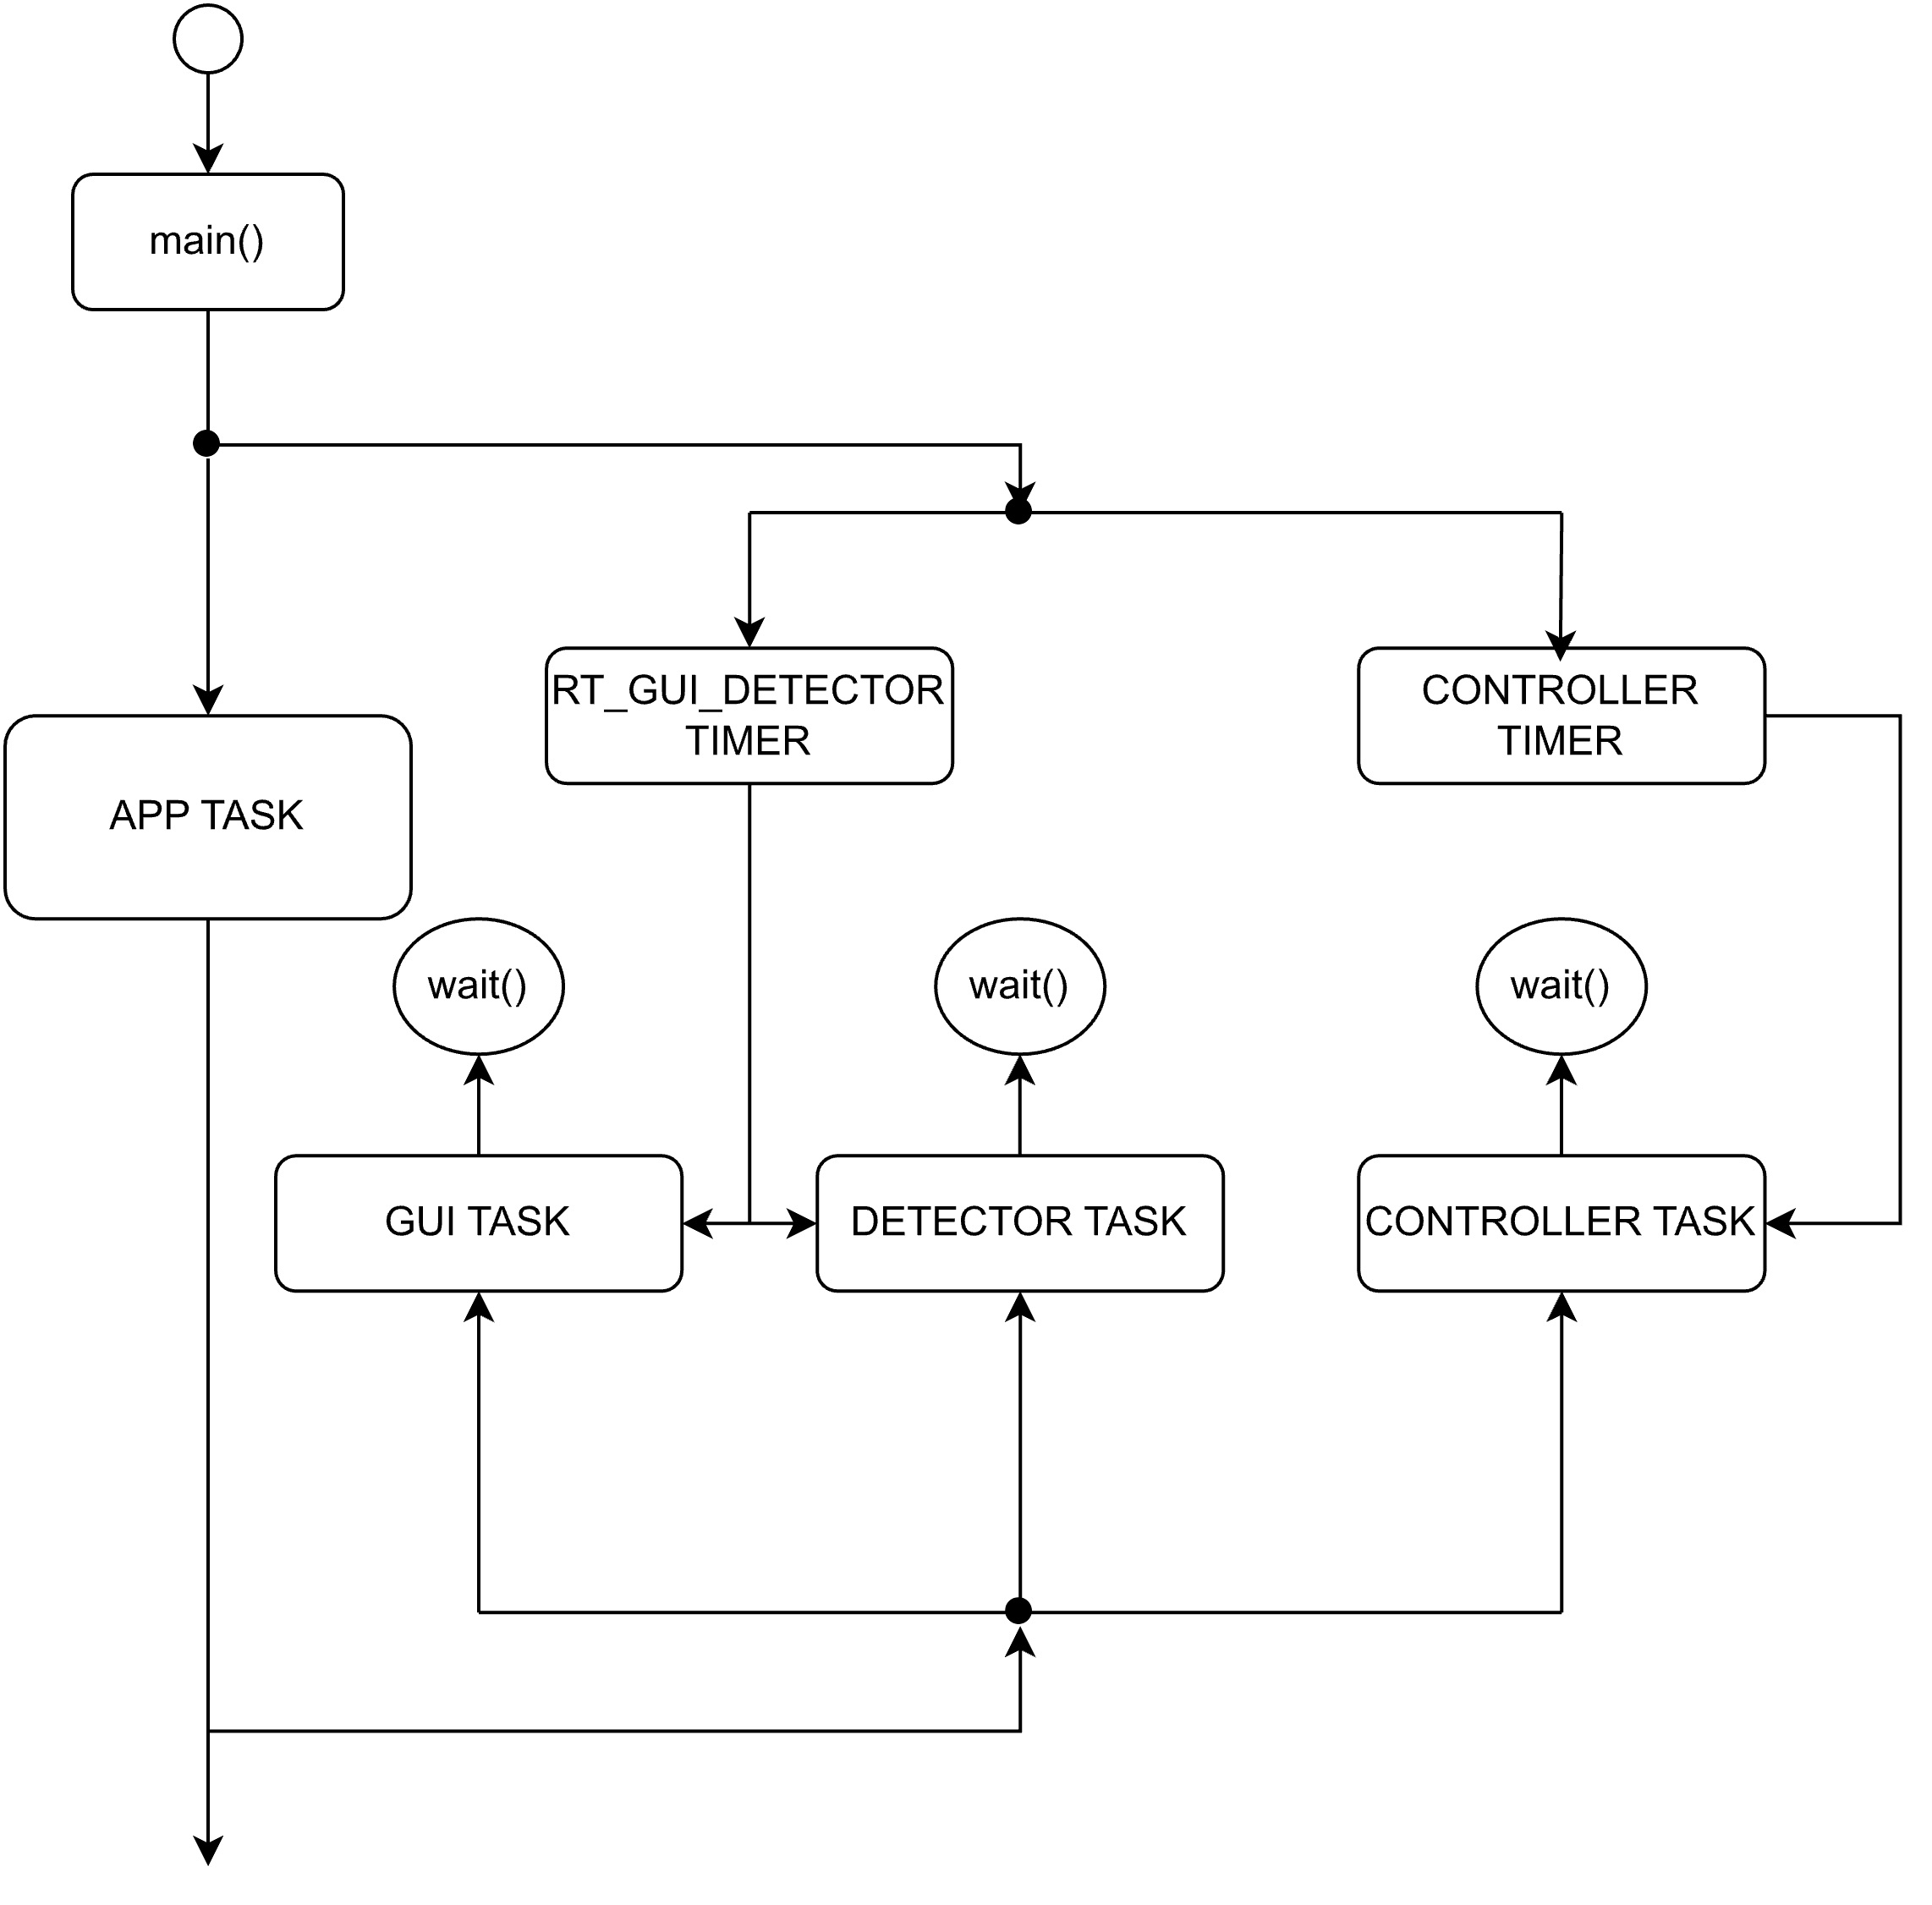 main()
RT_GUI_DETECTOR
TIMER
CONTROLLER
TIMER
APP TASK
wait()
wait()
wait()
GUI TASK
DETECTOR TASK
CONTROLLER TASK